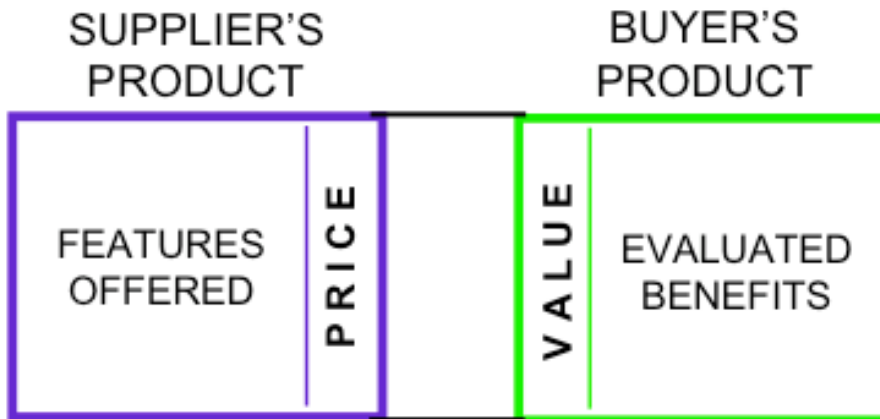 SUPPLIER'S
PRODUCT
FEATURES
OFFERED
PRICE
BUYER'S
PRODUCT
VALUE
EVALUATED
BENEFITS